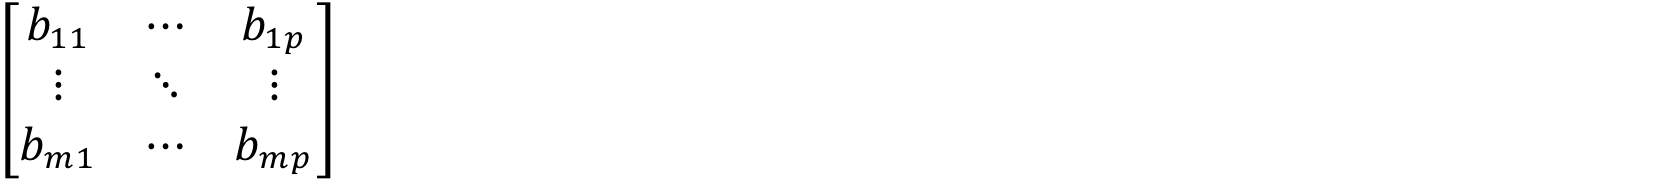 b₁₁ ⋯ b₁ₚ
⋮ ⋱ ⋮
bₘ₁ ⋯ bₘₚ